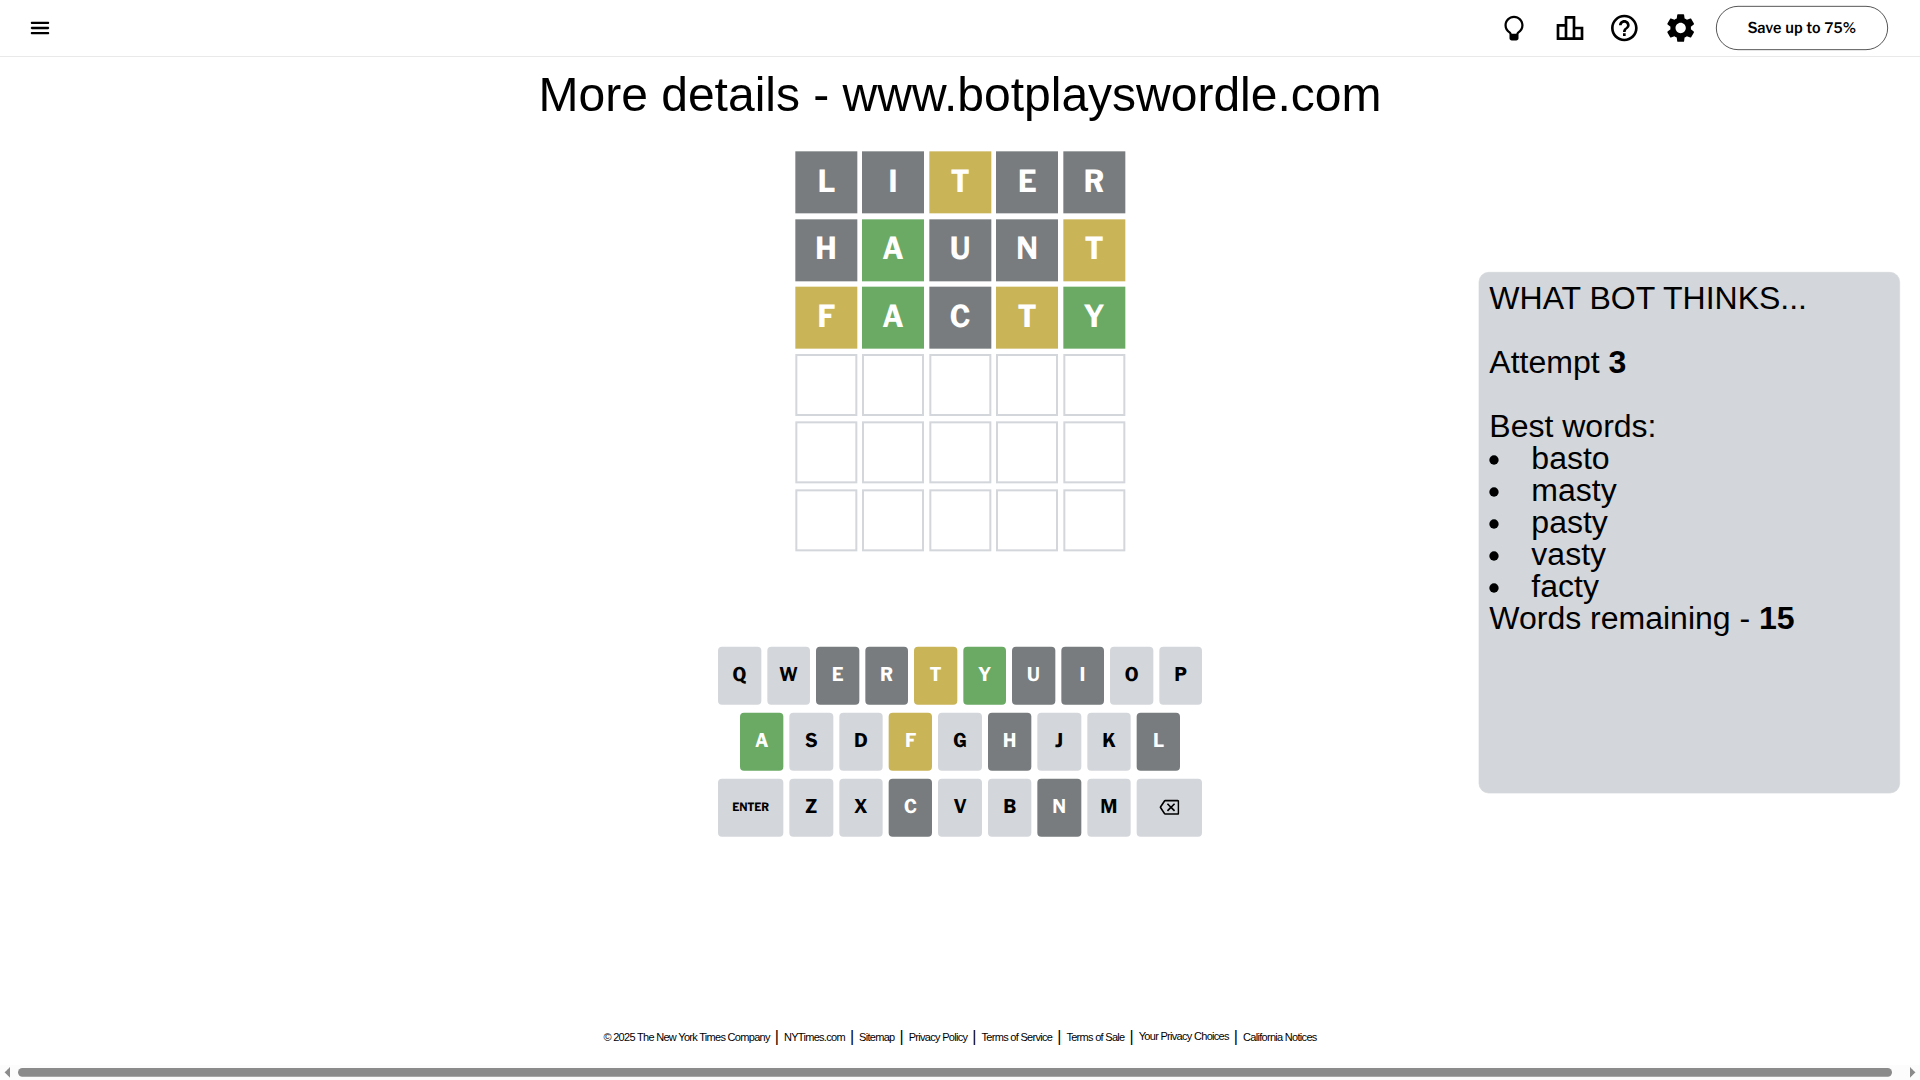 Save up to 75%
More details - www.botplayswordle.com
L I T E R
H A U N T
F A C T Y
WHAT BOT THINKS...
Attempt 3
Best words:
• basto
• masty
• pasty
• vasty
• facty
Words remaining - 15
Q W E R T Y U I O P
A S D F G H J K L
ENTER Z X C V B N M
© 2025 The New York Times Company | NYTimes.com | Sitemap | Privacy Policy | Terms of Service | Terms of Sale | Your Privacy Choices | California Notices